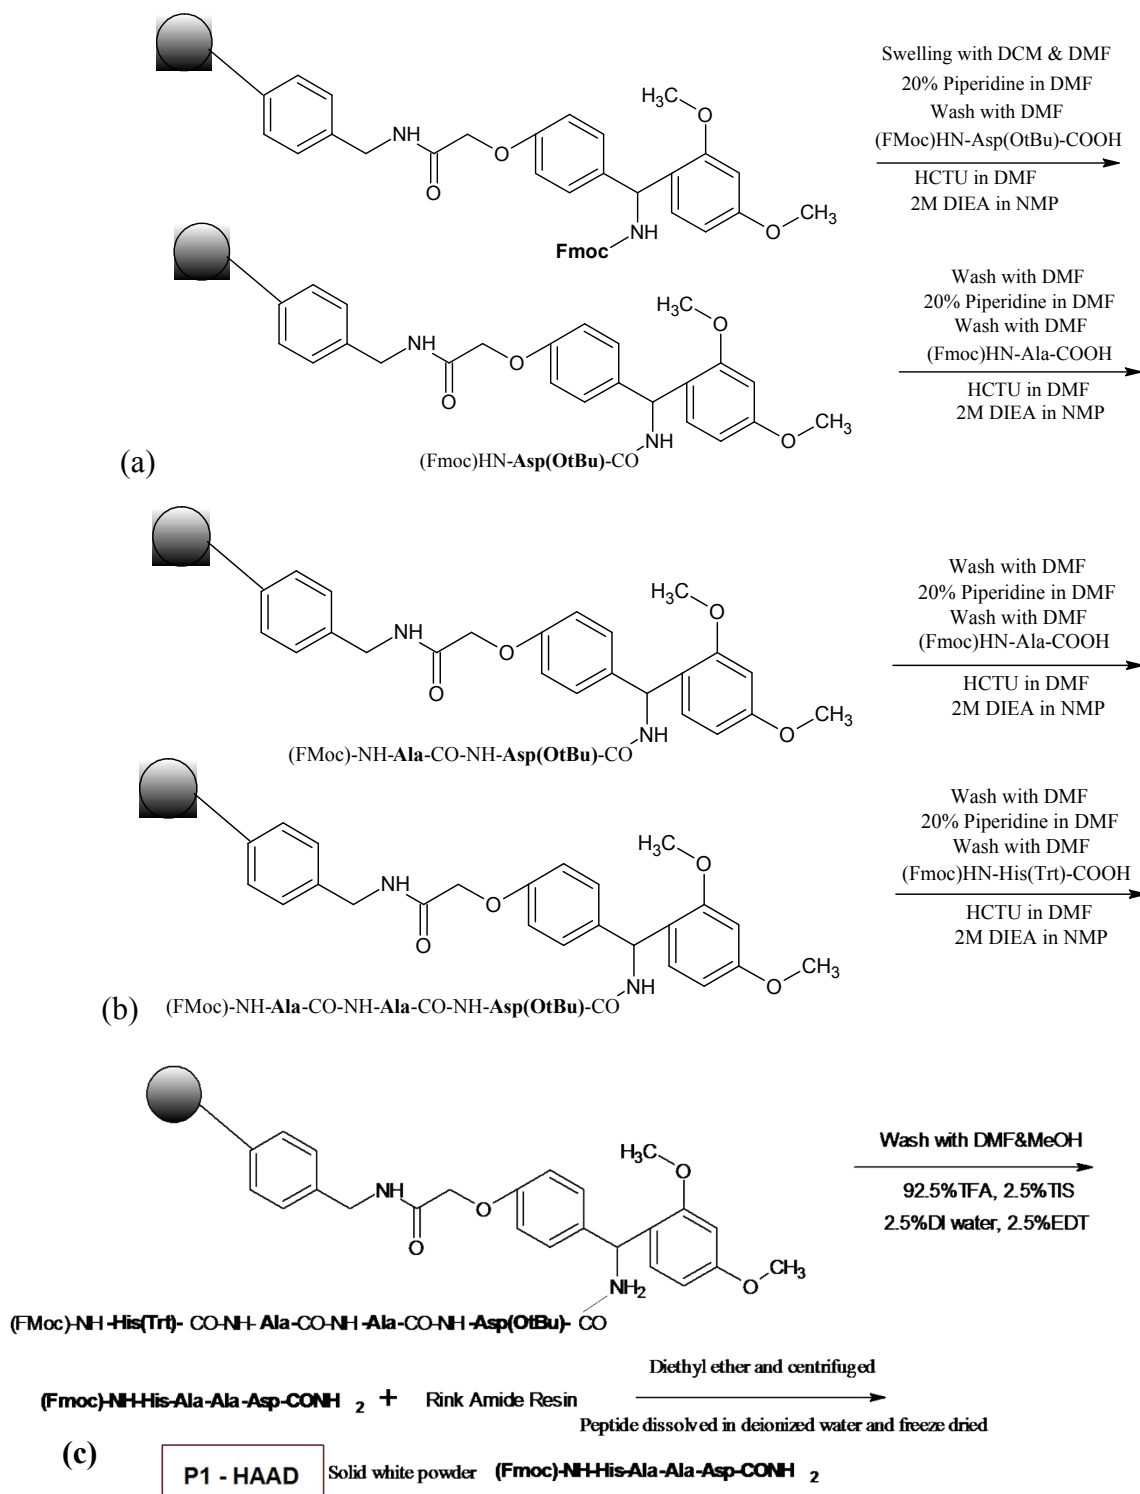 Swelling with DCM & DMF
20% Piperidine in DMF
Wash with DMF
(FMoc)HN-Asp(OtBu)-COOH
HCTU in DMF
2M DIEA in NMP
H3C
O
NH
O
O
O
CH3
NH
Fmoc
Wash with DMF
20% Piperidine in DMF
Wash with DMF
(Fmoc)HN-Ala-COOH
HCTU in DMF
2M DIEA in NMP
H3C
O
NH
O
O
O
CH3
NH
(Fmoc)HN-Asp(OtBu)-CO
(a)
Wash with DMF
20% Piperidine in DMF
Wash with DMF
(Fmoc)HN-Ala-COOH
HCTU in DMF
2M DIEA in NMP
H3C
O
NH
O
O
O
CH3
NH
(FMoc)-NH-Ala-CO-NH-Asp(OtBu)-CO
Wash with DMF
20% Piperidine in DMF
Wash with DMF
(Fmoc)HN-His(Trt)-COOH
HCTU in DMF
2M DIEA in NMP
H3C
O
NH
O
O
O
CH3
NH
(b) (FMoc)-NH-Ala-CO-NH-Ala-CO-NH-Asp(OtBu)-CO
Wash with DMF&MeOH
92.5%TFA, 2.5%TIS
2.5%DI water, 2.5%EDT
H3C
O
NH
O
O
O
CH3
NH2
(FMoc)-NH-His(Trt)- CO-NH-Ala-CO-NH-Ala-CO-NH-Asp(OtBu)- CO
Diethyl ether and centrifuged
(Fmoc)-NH-His-Ala-Ala-Asp-CONH 2 + Rink Amide Resin
Peptide dissolved in deionized water and freeze dried
(c)
P1 - HAAD Solid white powder (Fmoc)-NH-His-Ala-Ala-Asp-CONH 2